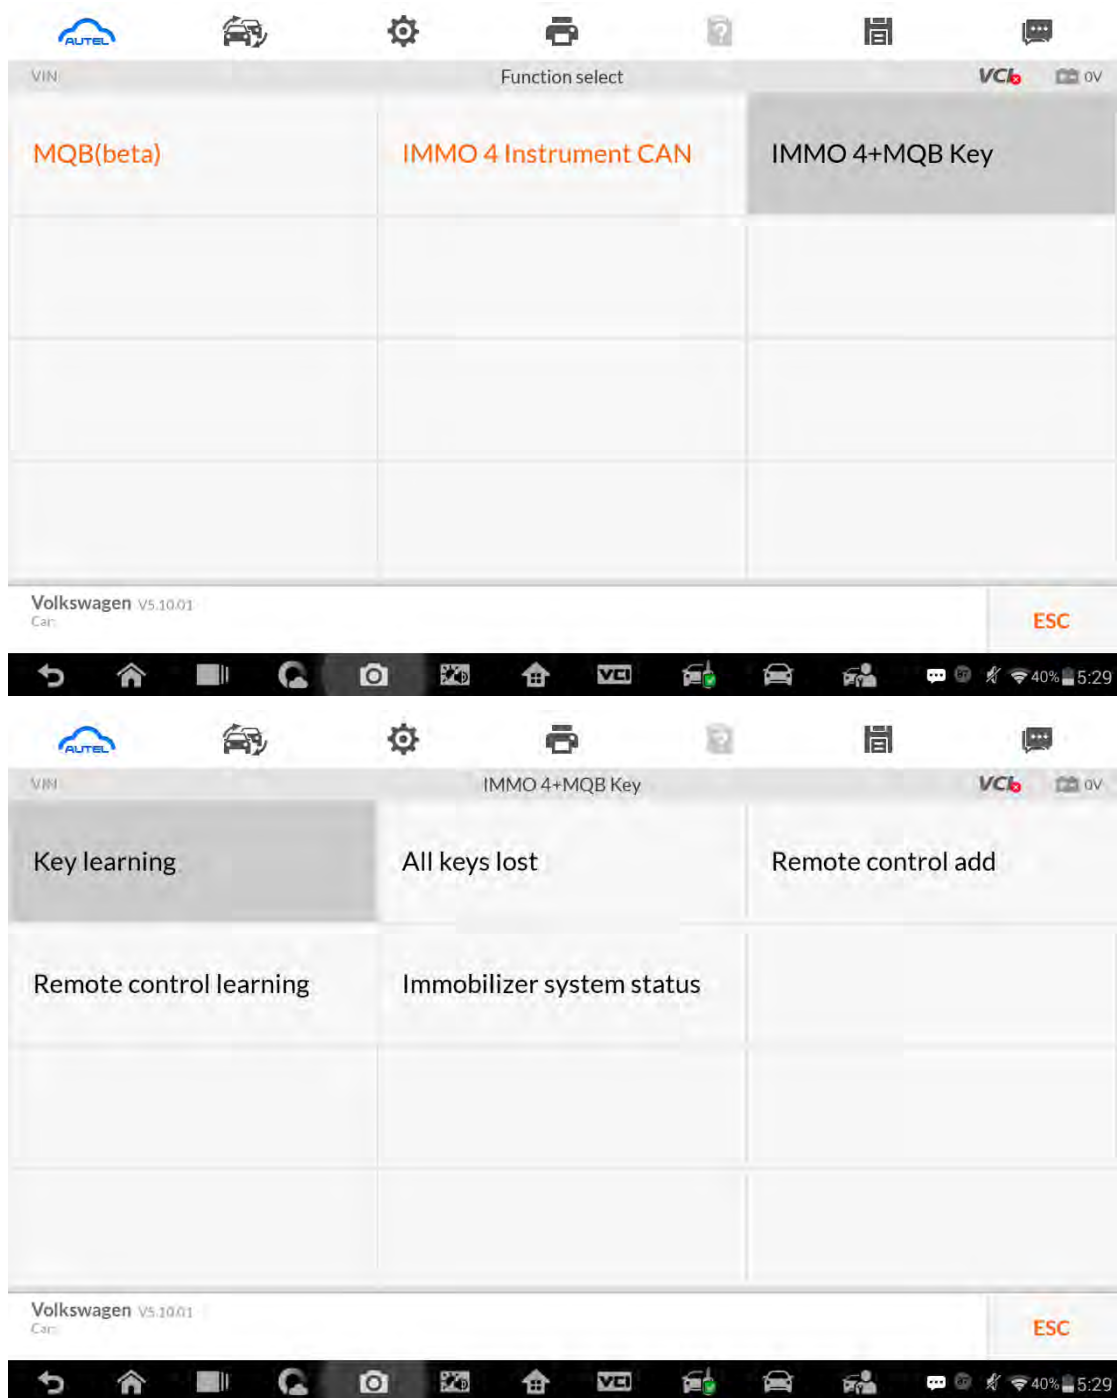 AUTEL
VIN Function select VCI 0V
MQB(beta) IMMO 4 Instrument CAN IMMO 4+MQB Key
Volkswagen V5.10.01
Car:
ESC
VCI 40% 5:29
AUTEL
VIN IMMO 4+MQB Key VCI 0V
Key learning All keys lost Remote control add
Remote control learning Immobilizer system status
Volkswagen V5.10.01
Car:
ESC
VCI 40% 5:29